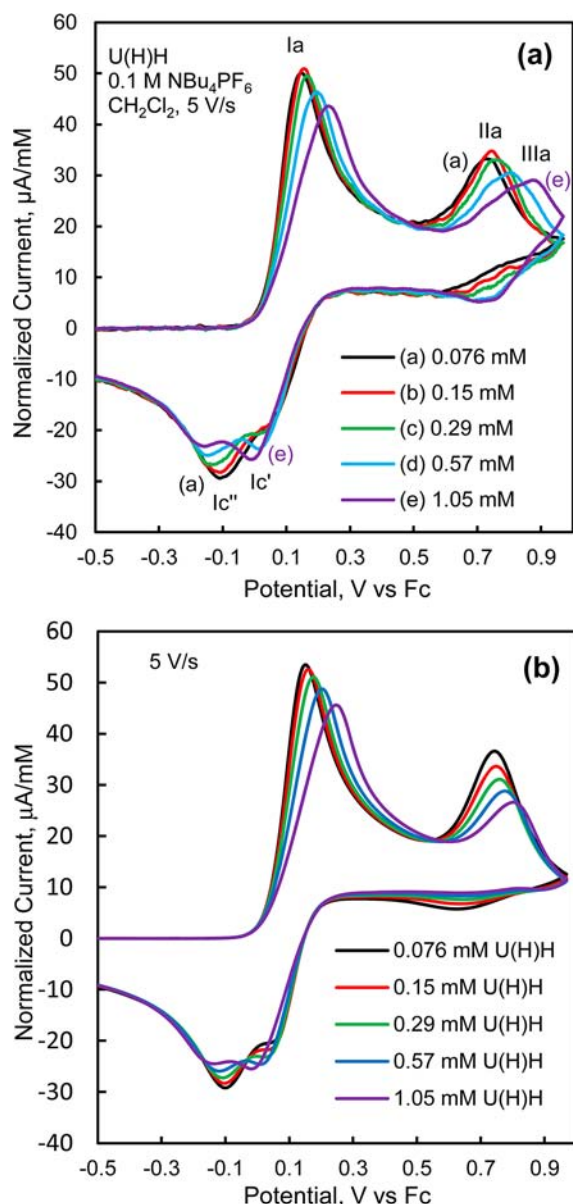 60
50
40
30
20
10
0
-10
-20
-30
-40
Normalized Currnent, µA/mM
U(H)H
0.1 M NBu₄PF₆
CH₂Cl₂, 5 V/s
Ia
(a)
IIa
IIIa
(a)
(e)
(a) 0.076 mM
(b) 0.15 mM
(c) 0.29 mM
(d) 0.57 mM
(e) 1.05 mM
(a)
Ic"
Ic'
(e)
-0.5 -0.3 -0.1 0.1 0.3 0.5 0.7 0.9
Potential, V vs Fc
60
50
40
30
20
10
0
-10
-20
-30
-40
Normalized Current, µA/mM
5 V/s
(b)
0.076 mM U(H)H
0.15 mM U(H)H
0.29 mM U(H)H
0.57 mM U(H)H
1.05 mM U(H)H
-0.5 -0.3 -0.1 0.1 0.3 0.5 0.7 0.9
Potential, V vs Fc